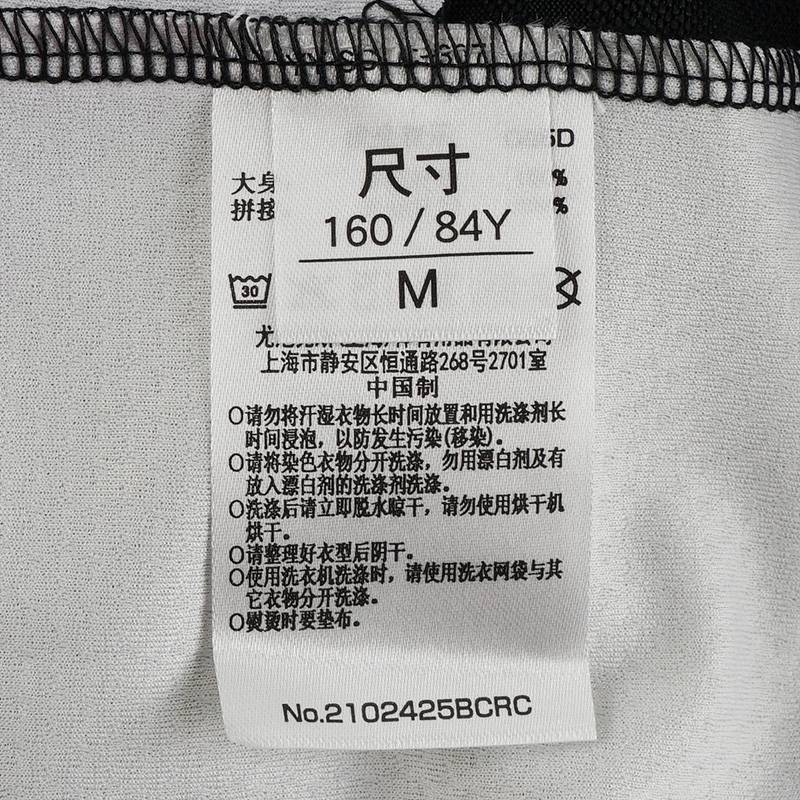 5D
尺寸
大身
%
拼接
%
160 / 84Y
M
30
上海市静安区恒通路268号2701室
中国制
○请勿将汗湿衣物长时间放置和用洗涤剂长
时间浸泡，以防发生污染(移染)。
○请将染色衣物分开洗涤，勿用漂白剂及有
放入漂白剂的洗涤剂洗涤。
○洗涤后请立即脱水晾干，请勿使用烘干机
烘干。
○请整理好衣型后阴干。
○使用洗衣机洗涤时，请使用洗衣网袋与其
它衣物分开洗涤。
○熨烫时要垫布。
No.2102425BCRC